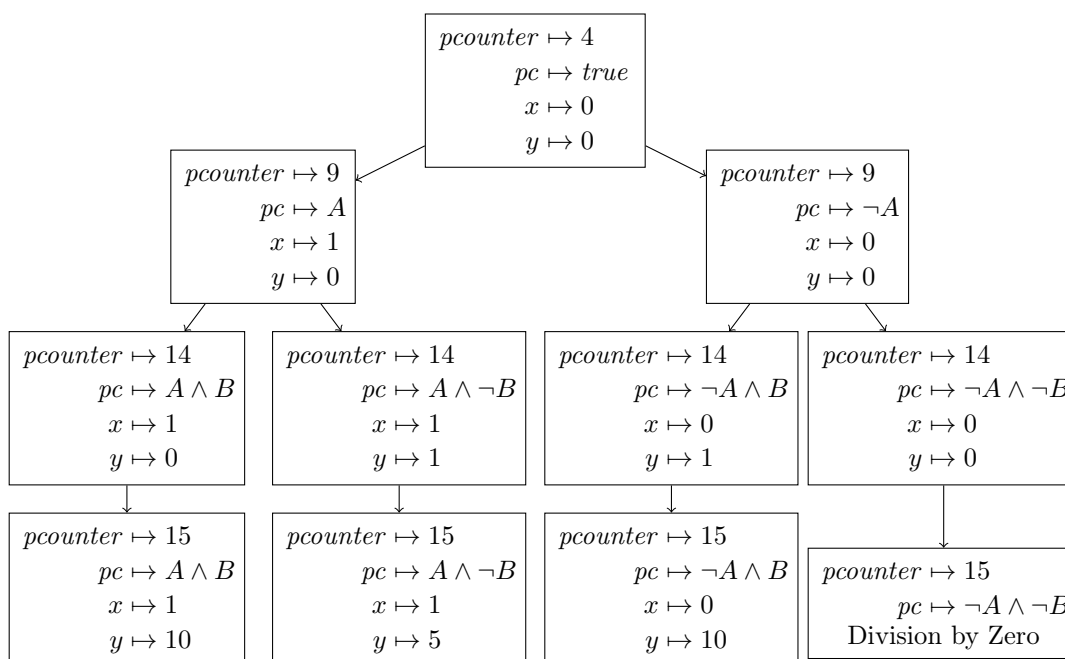 pcounter ↦ 4
pc ↦ true
x ↦ 0
y ↦ 0
pcounter ↦ 9
pc ↦ A
x ↦ 1
y ↦ 0
pcounter ↦ 9
pc ↦ ¬A
x ↦ 0
y ↦ 0
pcounter ↦ 14
pc ↦ A ∧ B
x ↦ 1
y ↦ 0
pcounter ↦ 14
pc ↦ A ∧ ¬B
x ↦ 1
y ↦ 1
pcounter ↦ 14
pc ↦ ¬A ∧ B
x ↦ 0
y ↦ 1
pcounter ↦ 14
pc ↦ ¬A ∧ ¬B
x ↦ 0
y ↦ 0
pcounter ↦ 15
pc ↦ A ∧ B
x ↦ 1
y ↦ 10
pcounter ↦ 15
pc ↦ A ∧ ¬B
x ↦ 1
y ↦ 5
pcounter ↦ 15
pc ↦ ¬A ∧ B
x ↦ 0
y ↦ 10
pcounter ↦ 15
pc ↦ ¬A ∧ ¬B
Division by Zero